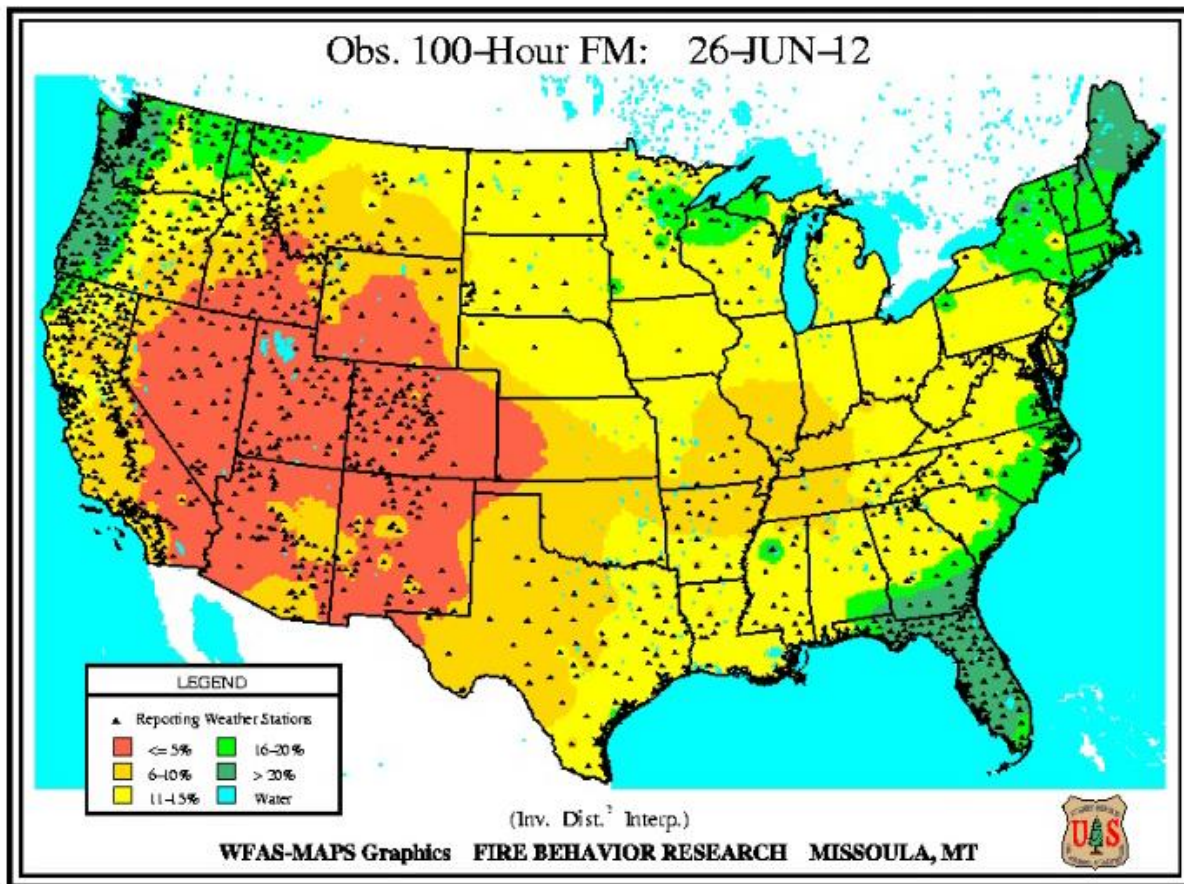 Obs. 100-Hour FM: 26-JUN-12
LEGEND
▲ Reporting Weather Stations
<= 5%
16-20%
6-10%
> 20%
11-15%
Water
(Inv. Dist.² Interp.)
WFAS-MAPS Graphics FIRE BEHAVIOR RESEARCH MISSOULA, MT
U S